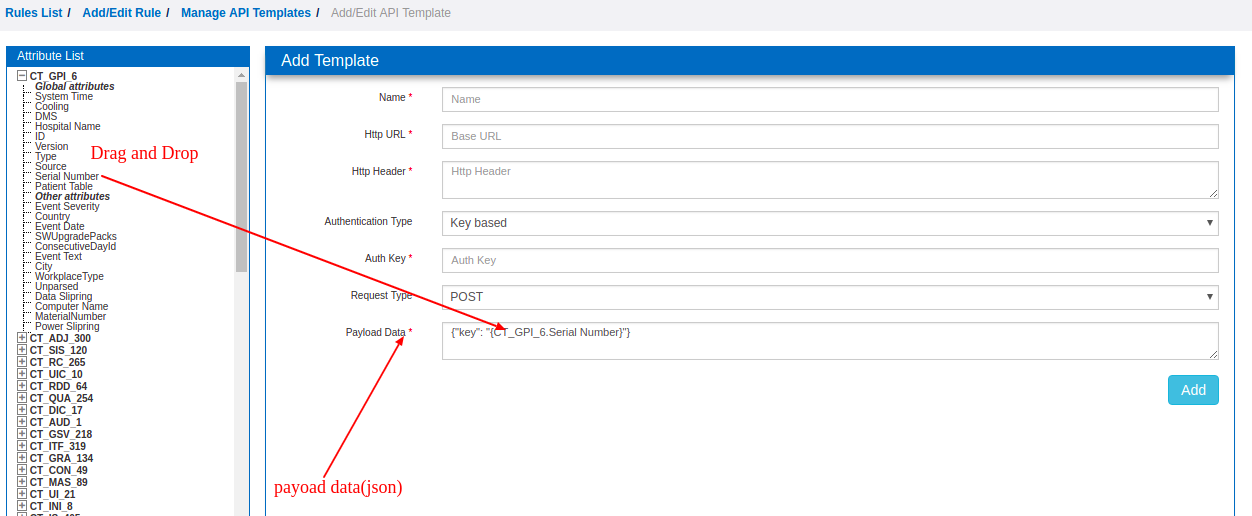 Rules List / Add/Edit Rule / Manage API Templates / Add/Edit API Template
Attribute List
CT_GPI_6
Global attributes
System Time
Cooling
DMS
Hospital Name
ID
Version
Type
Source
Serial Number
Patient Table
Other attributes
Event Severity
Country
Event Date
SWUpgradePacks
ConsecutiveDayId
Event Text
City
WorkplaceType
Unparsed
Data Slipring
Computer Name
MaterialNumber
Power Slipring
CT_ADJ_300
CT_SIS_120
CT_RC_265
CT_UIC_10
CT_RDD_64
CT_QUA_254
CT_DIC_17
CT_AUD_1
CT_GSV_218
CT_ITF_319
CT_GRA_134
CT_CON_49
CT_MAS_89
CT_UI_21
CT_INI_8
Drag and Drop
Add Template
Name * Name
Http URL * Base URL
Http Header * Http Header
Authentication Type Key based
Auth Key * Auth Key
Request Type POST
Payload Data * {"key": "{CT_GPI_6.Serial Number}"}
Add
payoad data(json)